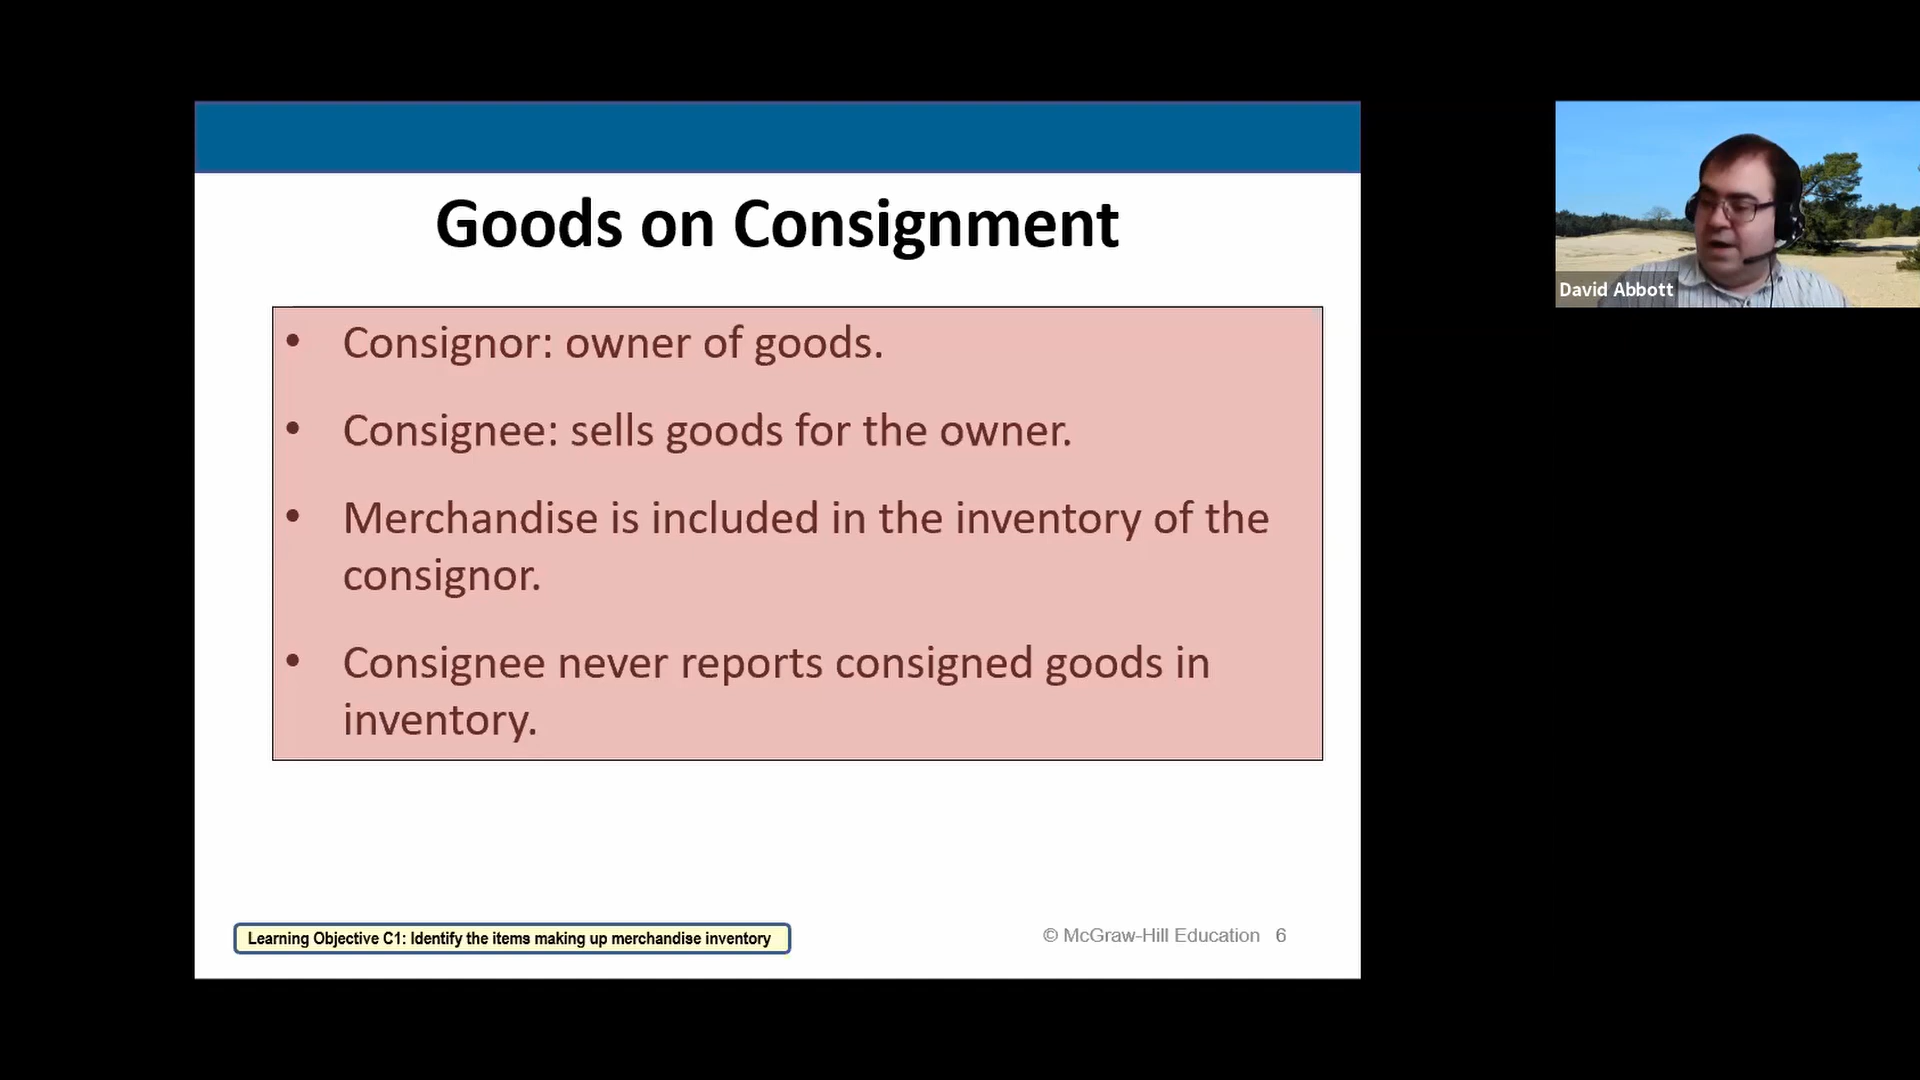 Goods on Consignment
• Consignor: owner of goods.
• Consignee: sells goods for the owner.
• Merchandise is included in the inventory of the
consignor.
• Consignee never reports consigned goods in
inventory.
Learning Objective C1: Identify the items making up merchandise inventory
© McGraw-Hill Education 6
David Abbott